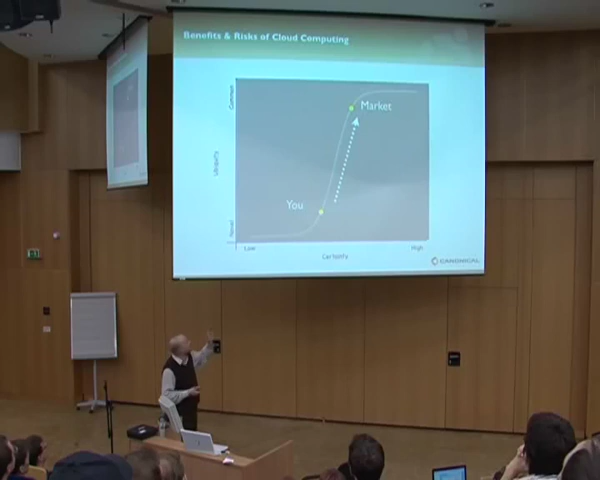 Benefits & Risks of Cloud Computing
Common
Market
Ubiquity
You
Novel
Low
High
Certainty
CANONICAL